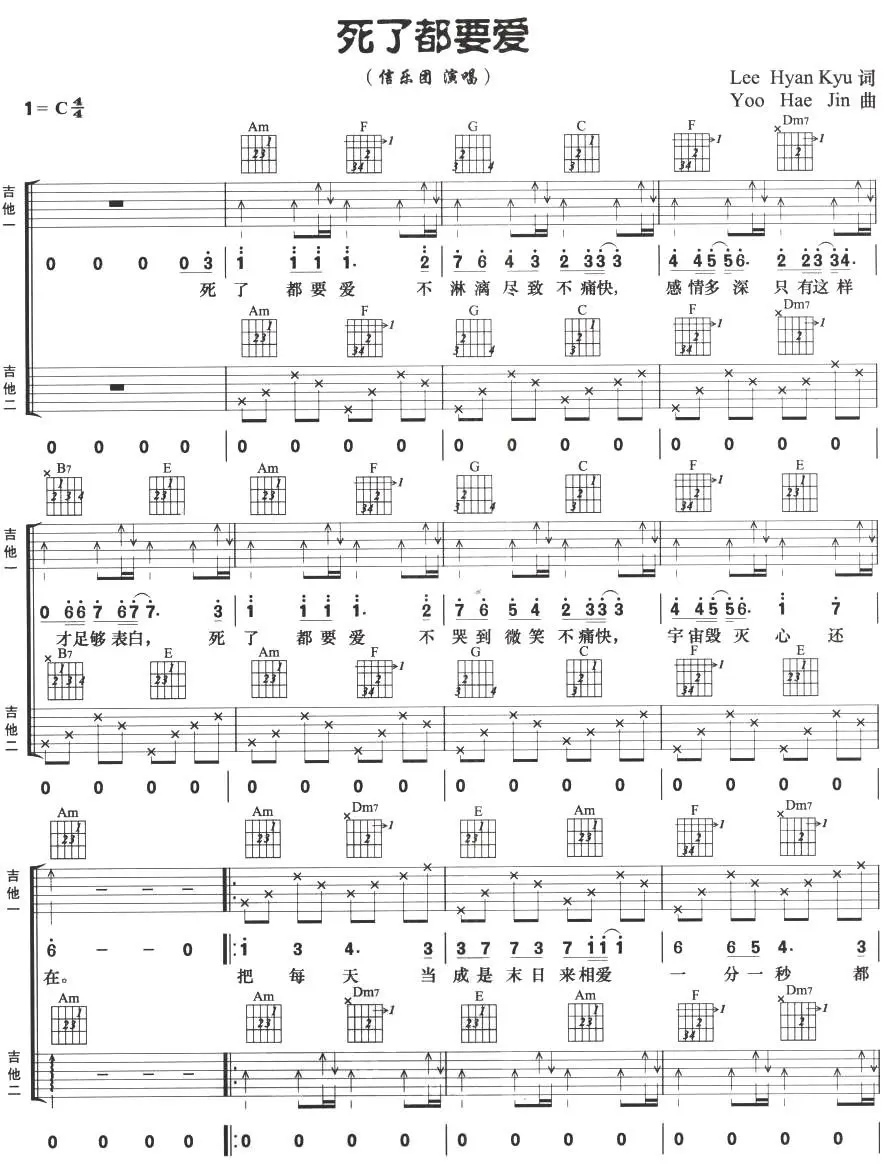 死了都要爱
（信乐团 演唱）
Lee Hyan Kyu 词
1=C 4/4
Yoo Hae Jin 曲
Am F G C F Dm7
吉他一
0 0 0 0 0 3 1 1 1 1. 2 7 6 4 3 2 3 3 3 4 4 5 5 6. 2 2 3 3 4.
死 了 都 要 爱 不 淋 漓 尽 致 不 痛快， 感 情 多 深 只 有 这 样
Am F G C F Dm7
吉他二
0 0 0 0 0 0 0 0 0 0 0 0 0 0 0 0
B7 E Am F G C F E
吉他一
0 6 6 7 6 7 7. 3 1 1 1 1. 2 7 6 5 4 2 3 3 3 4 4 5 5 6. 1 7
才足够 表白， 死 了 都 要 爱 不 哭 到 微 笑 不 痛快， 宇 宙 毁 灭 心 还
B7 E Am F G C F E
吉他二
0 0 0 0 0 0 0 0 0 0 0 0 0 0 0 0
Am Am Dm7 E Am F Dm7
吉他一
6 – – 0 1 3 4. 3 3 7 7 3 7 1 1 1 6 6 5 4. 3
在。 把 每 天 当 成 是 末 日 来 相 爱 一 分 一 秒 都
Am Am Dm7 E Am F Dm7
吉他二
0 0 0 0 0 0 0 0 0 0 0 0 0 0 0 0